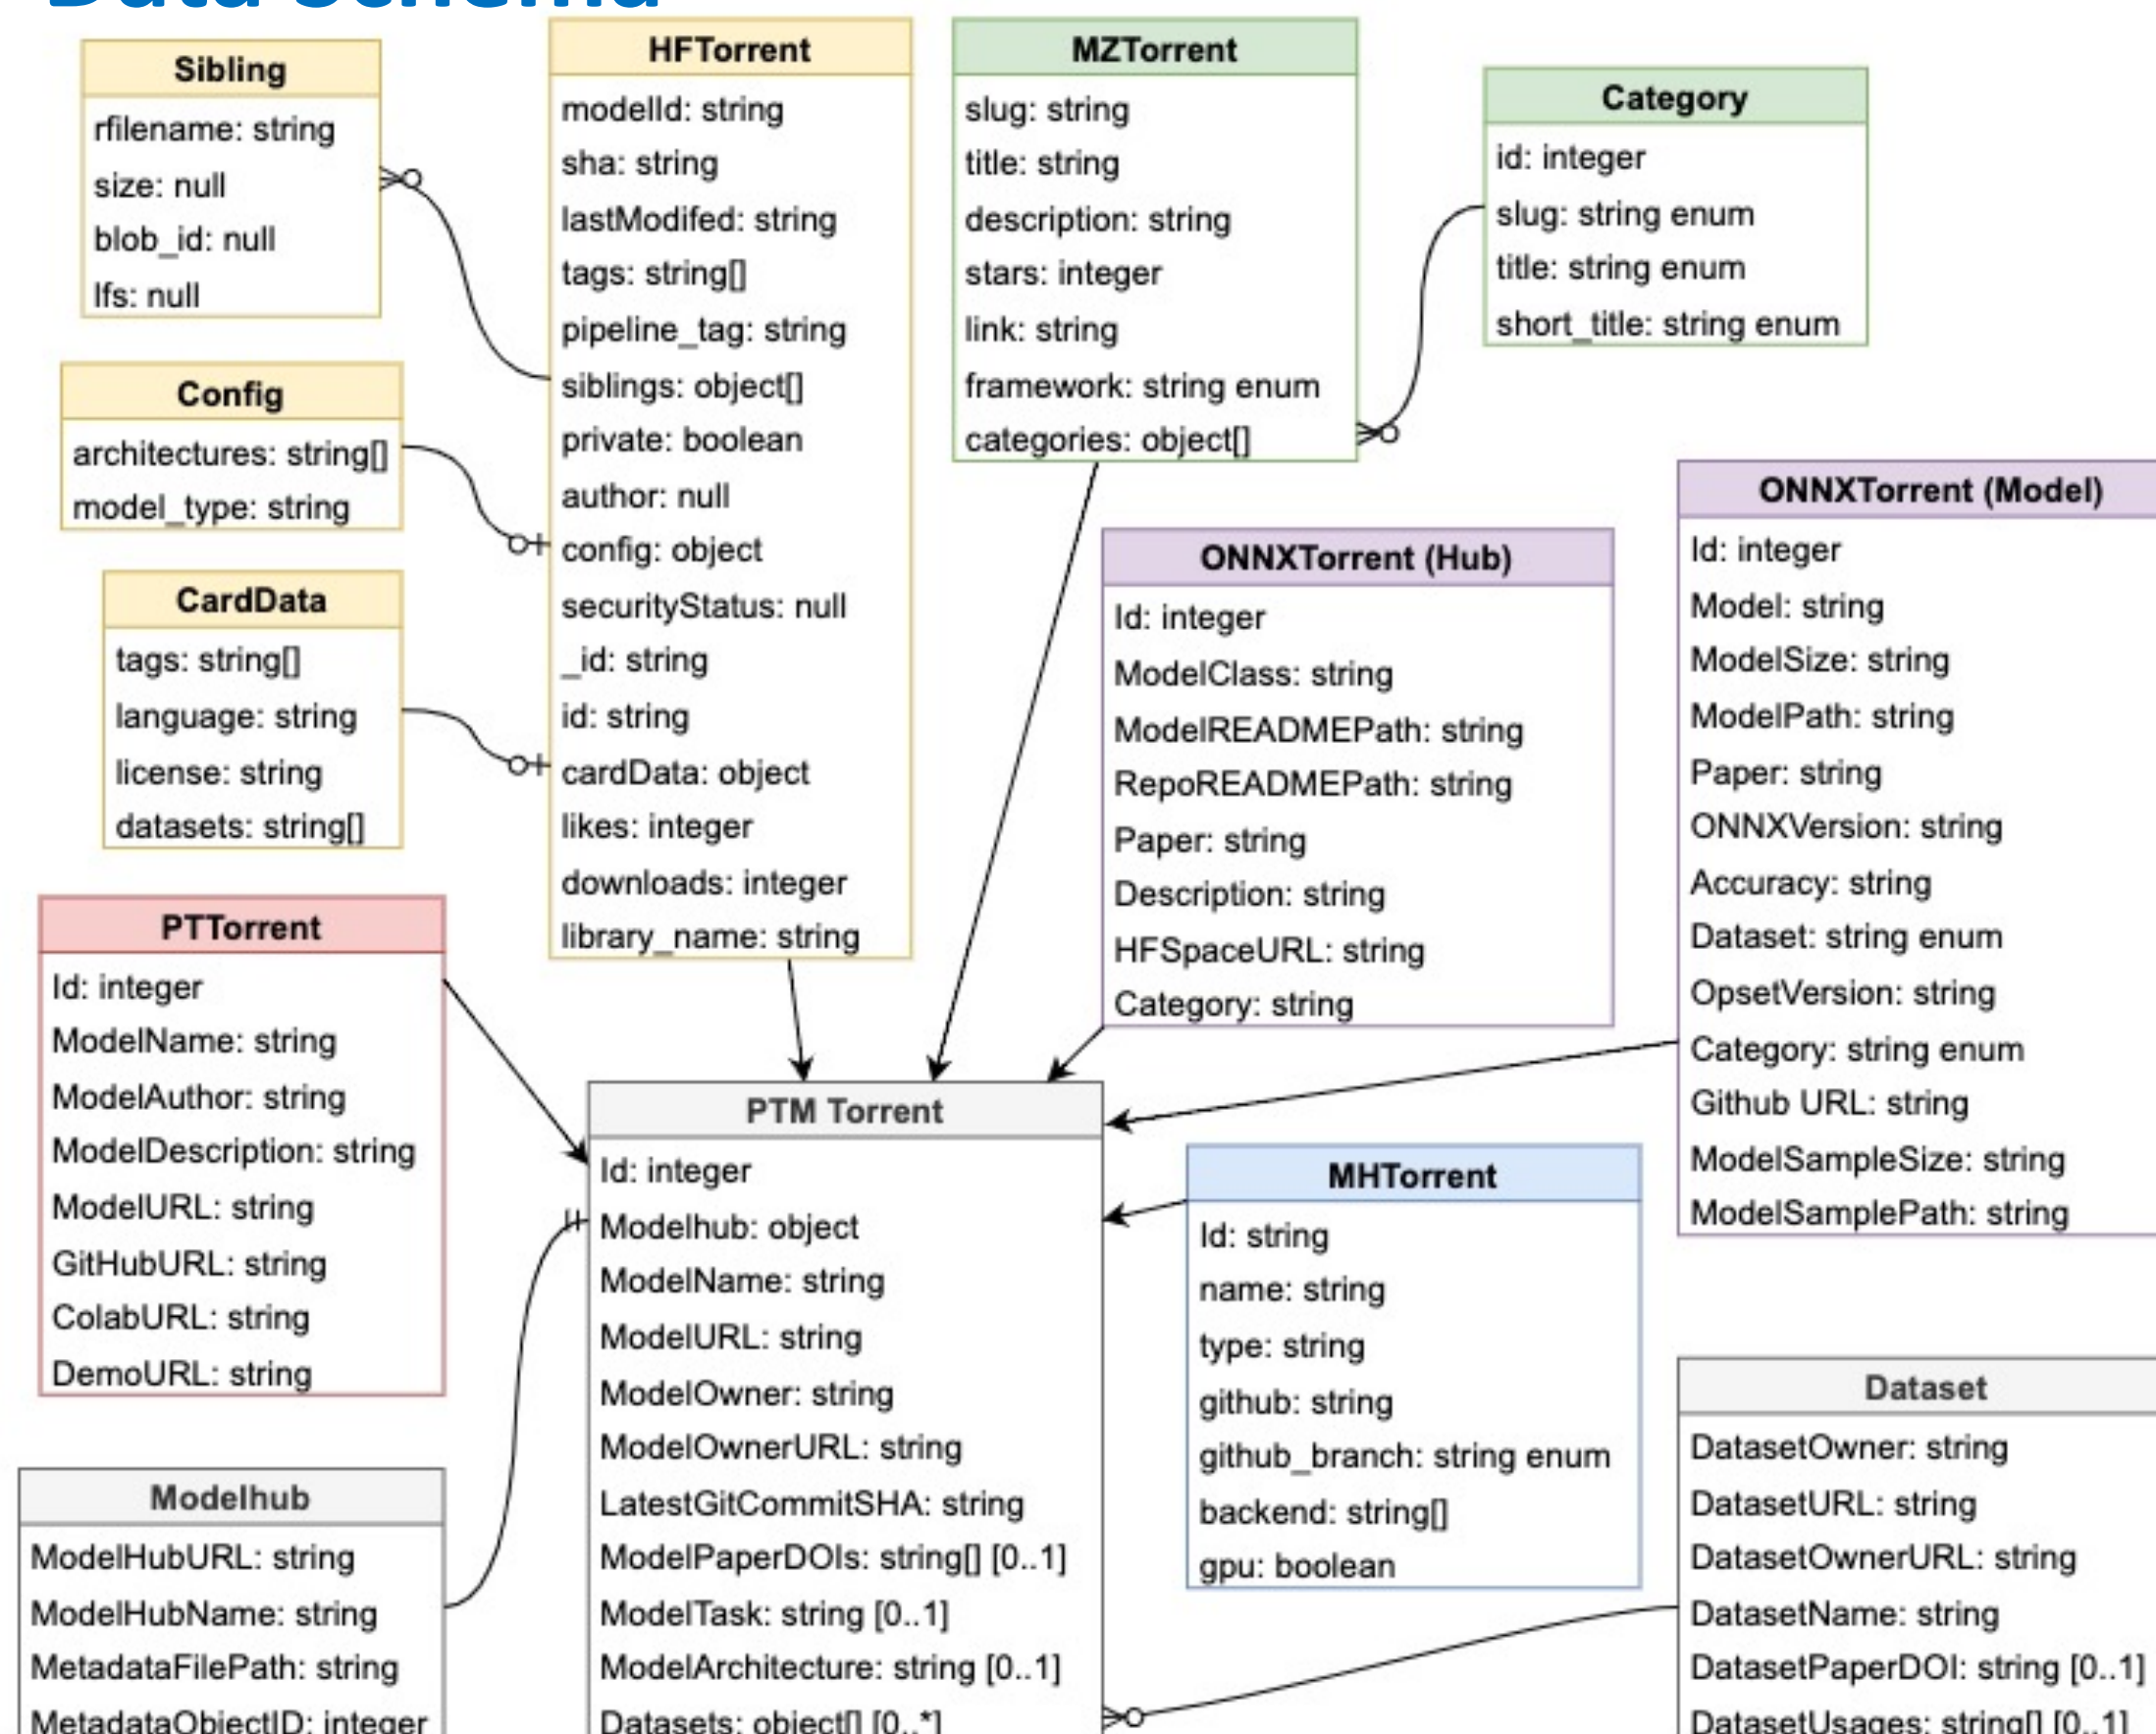 Data Schema
Sibling
rfilename: string
size: null
blob_id: null
lfs: null
Config
architectures: string[]
model_type: string
CardData
tags: string[]
language: string
license: string
datasets: string[]
HFTorrent
modelId: string
sha: string
lastModifed: string
tags: string[]
pipeline_tag: string
siblings: object[]
private: boolean
author: null
config: object
securityStatus: null
_id: string
id: string
cardData: object
likes: integer
downloads: integer
library_name: string
MZTorrent
slug: string
title: string
description: string
stars: integer
link: string
framework: string enum
categories: object[]
Category
id: integer
slug: string enum
title: string enum
short_title: string enum
ONNXTorrent (Hub)
Id: integer
ModelClass: string
ModelREADMEPath: string
RepoREADMEPath: string
Paper: string
Description: string
HFSpaceURL: string
Category: string
ONNXTorrent (Model)
Id: integer
Model: string
ModelSize: string
ModelPath: string
Paper: string
ONNXVersion: string
Accuracy: string
Dataset: string enum
OpsetVersion: string
Category: string enum
Github URL: string
ModelSampleSize: string
ModelSamplePath: string
PTTorrent
Id: integer
ModelName: string
ModelAuthor: string
ModelDescription: string
ModelURL: string
GitHubURL: string
ColabURL: string
DemoURL: string
PTM Torrent
Id: integer
Modelhub: object
ModelName: string
ModelURL: string
ModelOwner: string
ModelOwnerURL: string
LatestGitCommitSHA: string
ModelPaperDOIs: string[] [0..1]
ModelTask: string [0..1]
ModelArchitecture: string [0..1]
Datasets: object[] [0..*]
MHTorrent
Id: string
name: string
type: string
github: string
github_branch: string enum
backend: string[]
gpu: boolean
Modelhub
ModelHubURL: string
ModelHubName: string
MetadataFilePath: string
MetadataObjectID: integer
Dataset
DatasetOwner: string
DatasetURL: string
DatasetOwnerURL: string
DatasetName: string
DatasetPaperDOI: string [0..1]
DatasetUsages: string[] [0..1]